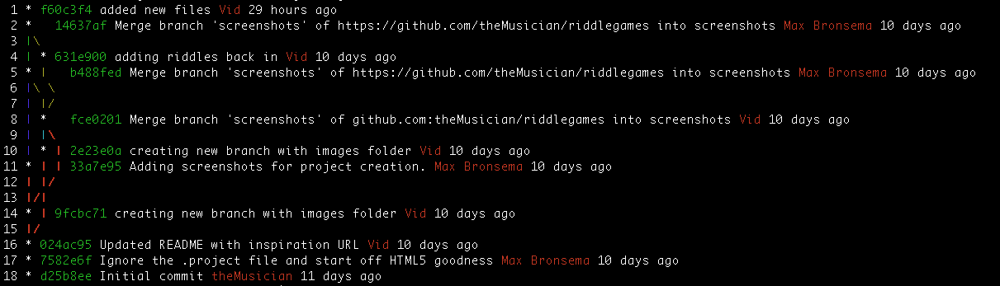 1 * f60c3f4 added new files Vid 29 hours ago
2 *   14637af Merge branch 'screenshots' of https://github.com/theMusician/riddlegames into screenshots Max Bronsema 10 days ago
3 |\
4 | * 631e900 adding riddles back in Vid 10 days ago
5 * |   b488fed Merge branch 'screenshots' of https://github.com/theMusician/riddlegames into screenshots Max Bronsema 10 days ago
6 |\ \
7 | |/
8 | *   fce0201 Merge branch 'screenshots' of github.com:theMusician/riddlegames into screenshots Vid 10 days ago
9 | |\
10 | * | 2e23e0a creating new branch with images folder Vid 10 days ago
11 * | | 33a7e95 Adding screenshots for project creation. Max Bronsema 10 days ago
12 | |/
13 |/|
14 * | 9fcbc71 creating new branch with images folder Vid 10 days ago
15 |/
16 * 024ac95 Updated README with inspiration URL Vid 10 days ago
17 * 7582e6f Ignore the .project file and start off HTML5 goodness Max Bronsema 10 days ago
18 * d25b8ee Initial commit theMusician 11 days ago